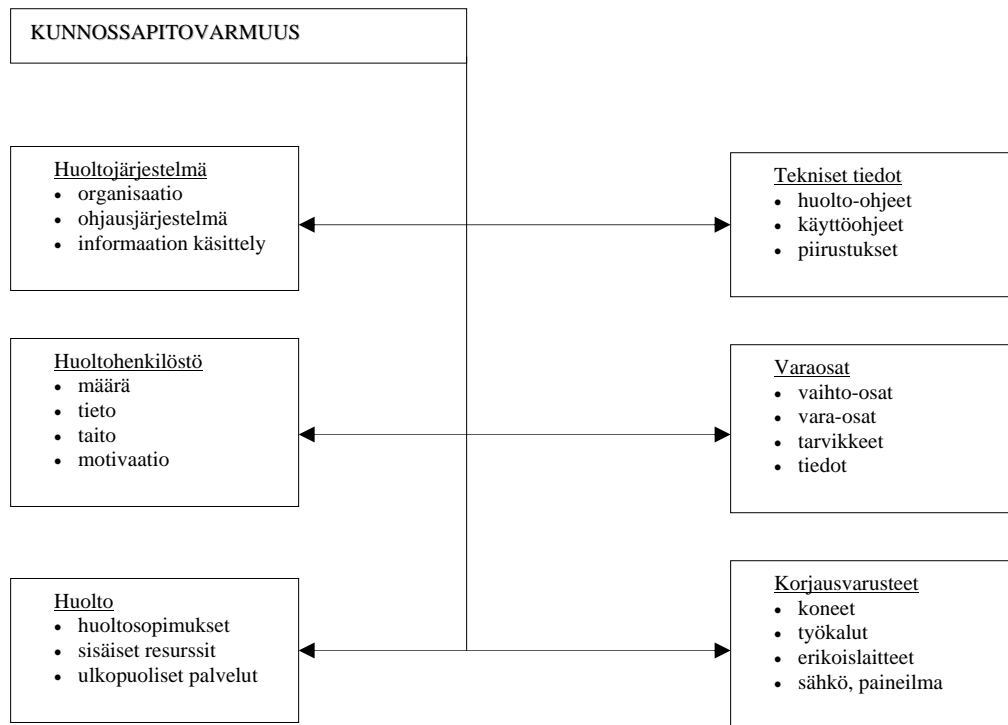 KUNNOSSAPITOVARMUUS
Huoltojärjestelmä
• organisaatio
• ohjausjärjestelmä
• informaation käsittely
Tekniset tiedot
• huolto-ohjeet
• käyttöohjeet
• piirustukset
Huoltohenkilöstö
• määrä
• tieto
• taito
• motivaatio
Varaosat
• vaihto-osat
• vara-osat
• tarvikkeet
• tiedot
Huolto
• huoltosopimukset
• sisäiset resurssit
• ulkopuoliset palvelut
Korjausvarusteet
• koneet
• työkalut
• erikoislaitteet
• sähkö, paineilma